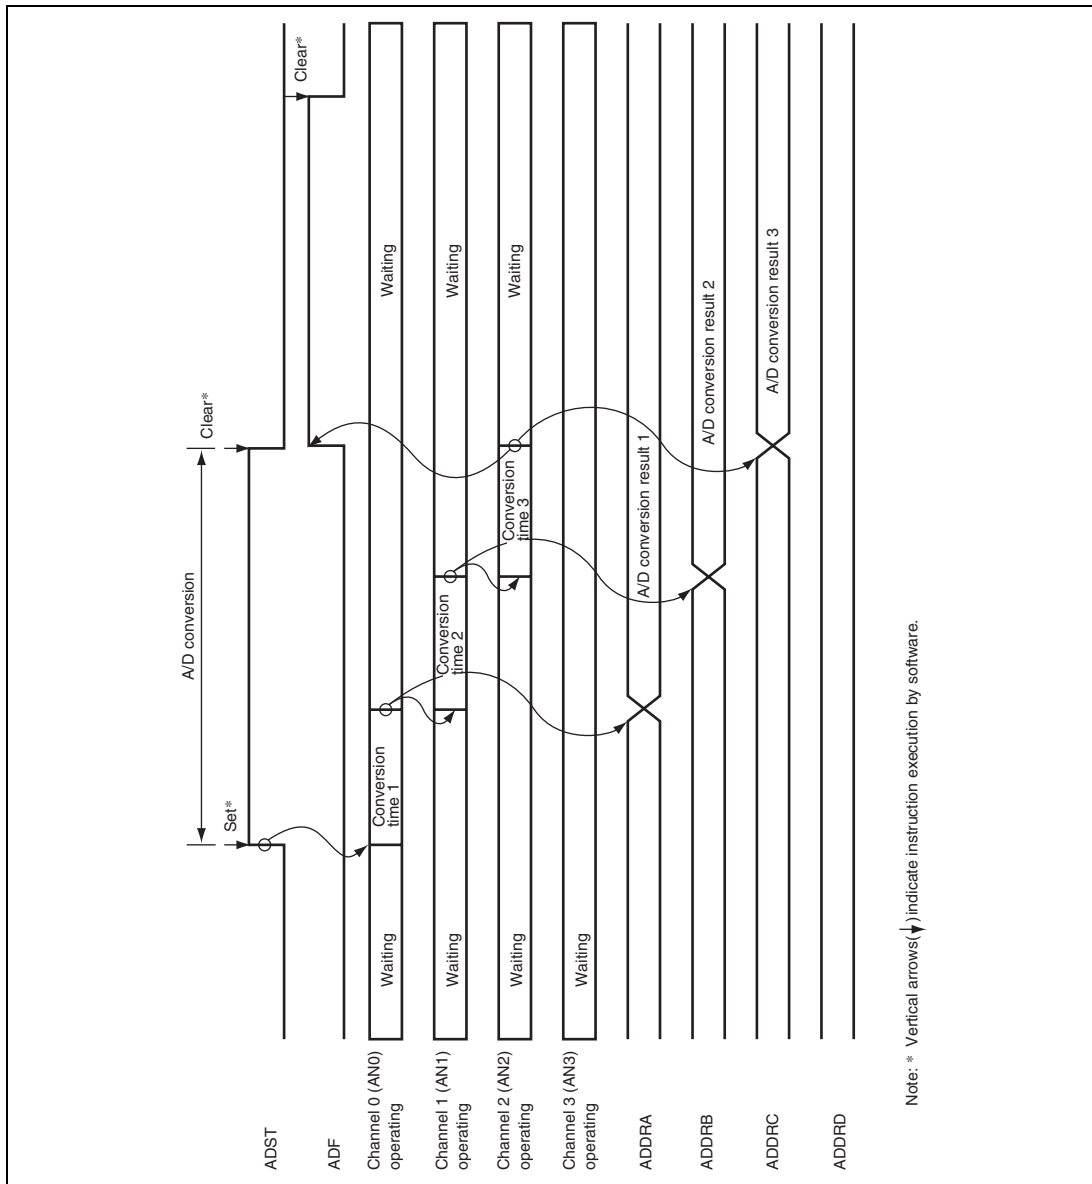 A/D conversion
Set*
Clear*
Clear*
ADST
ADF
Channel 0 (AN0)
operating
Waiting
Conversion
time 1
Waiting
Channel 1 (AN1)
operating
Waiting
Conversion
time 2
Waiting
Channel 2 (AN2)
operating
Waiting
Conversion
time 3
Waiting
Channel 3 (AN3)
operating
Waiting
ADDRA
A/D conversion result 1
ADDRB
A/D conversion result 2
ADDRC
A/D conversion result 3
ADDRD
Note: * Vertical arrows(↓) indicate instruction execution by software.